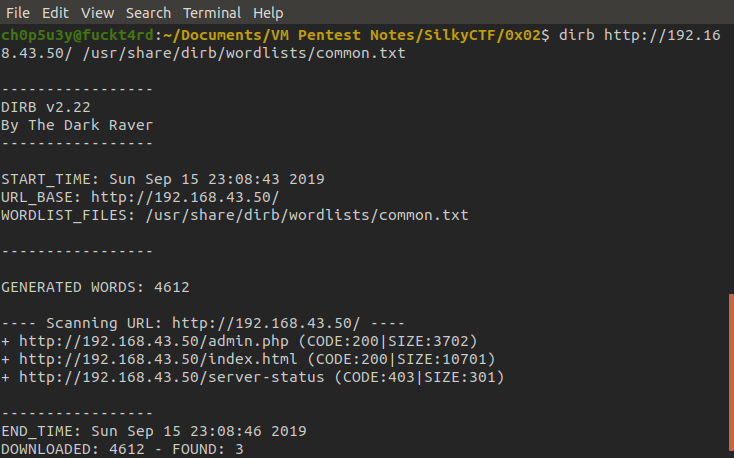 File Edit View Search Terminal Help
ch0p5u3y@fuckt4rd:~/Documents/VM Pentest Notes/SilkyCTF/0x02$ dirb http://192.16
8.43.50/ /usr/share/dirb/wordlists/common.txt
-----------------
DIRB v2.22
By The Dark Raver
-----------------
START_TIME: Sun Sep 15 23:08:43 2019
URL_BASE: http://192.168.43.50/
WORDLIST_FILES: /usr/share/dirb/wordlists/common.txt
-----------------
GENERATED WORDS: 4612
---- Scanning URL: http://192.168.43.50/ ----
+ http://192.168.43.50/admin.php (CODE:200|SIZE:3702)
+ http://192.168.43.50/index.html (CODE:200|SIZE:10701)
+ http://192.168.43.50/server-status (CODE:403|SIZE:301)
-----------------
END_TIME: Sun Sep 15 23:08:46 2019
DOWNLOADED: 4612 - FOUND: 3